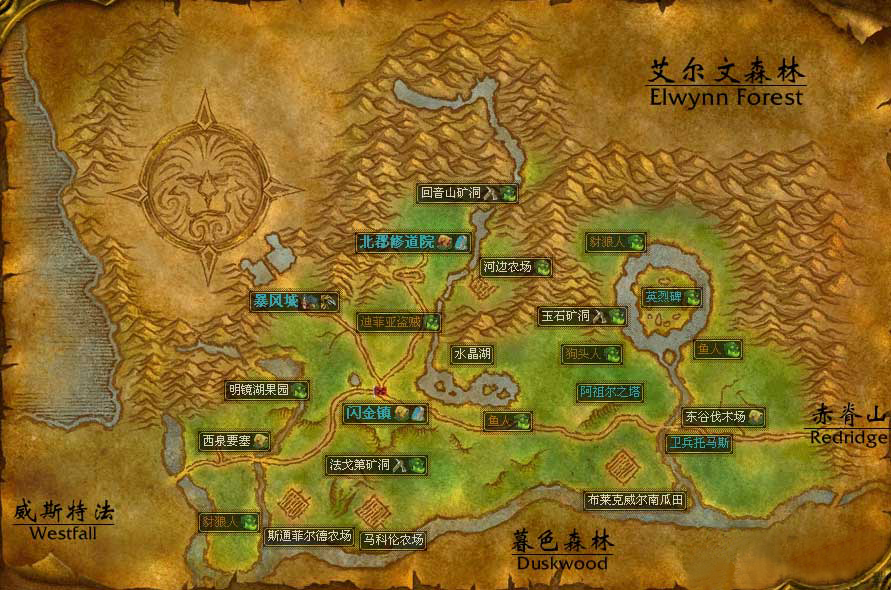 艾尔文森林
Elwynn Forest
回音山矿洞
北郡修道院
豺狼人
河边农场
暴风城
英烈碑
迪菲亚盗贼
玉石矿洞
水晶湖
狗头人
鱼人
明镜湖果园
阿祖尔之塔
闪金镇
鱼人
东谷伐木场
赤脊山
Redridge
西泉要塞
卫兵托马斯
法戈第矿洞
布莱克威尔南瓜田
威斯特法
Westfall
豺狼人
斯通菲尔德农场
马科伦农场
暮色森林
Duskwood